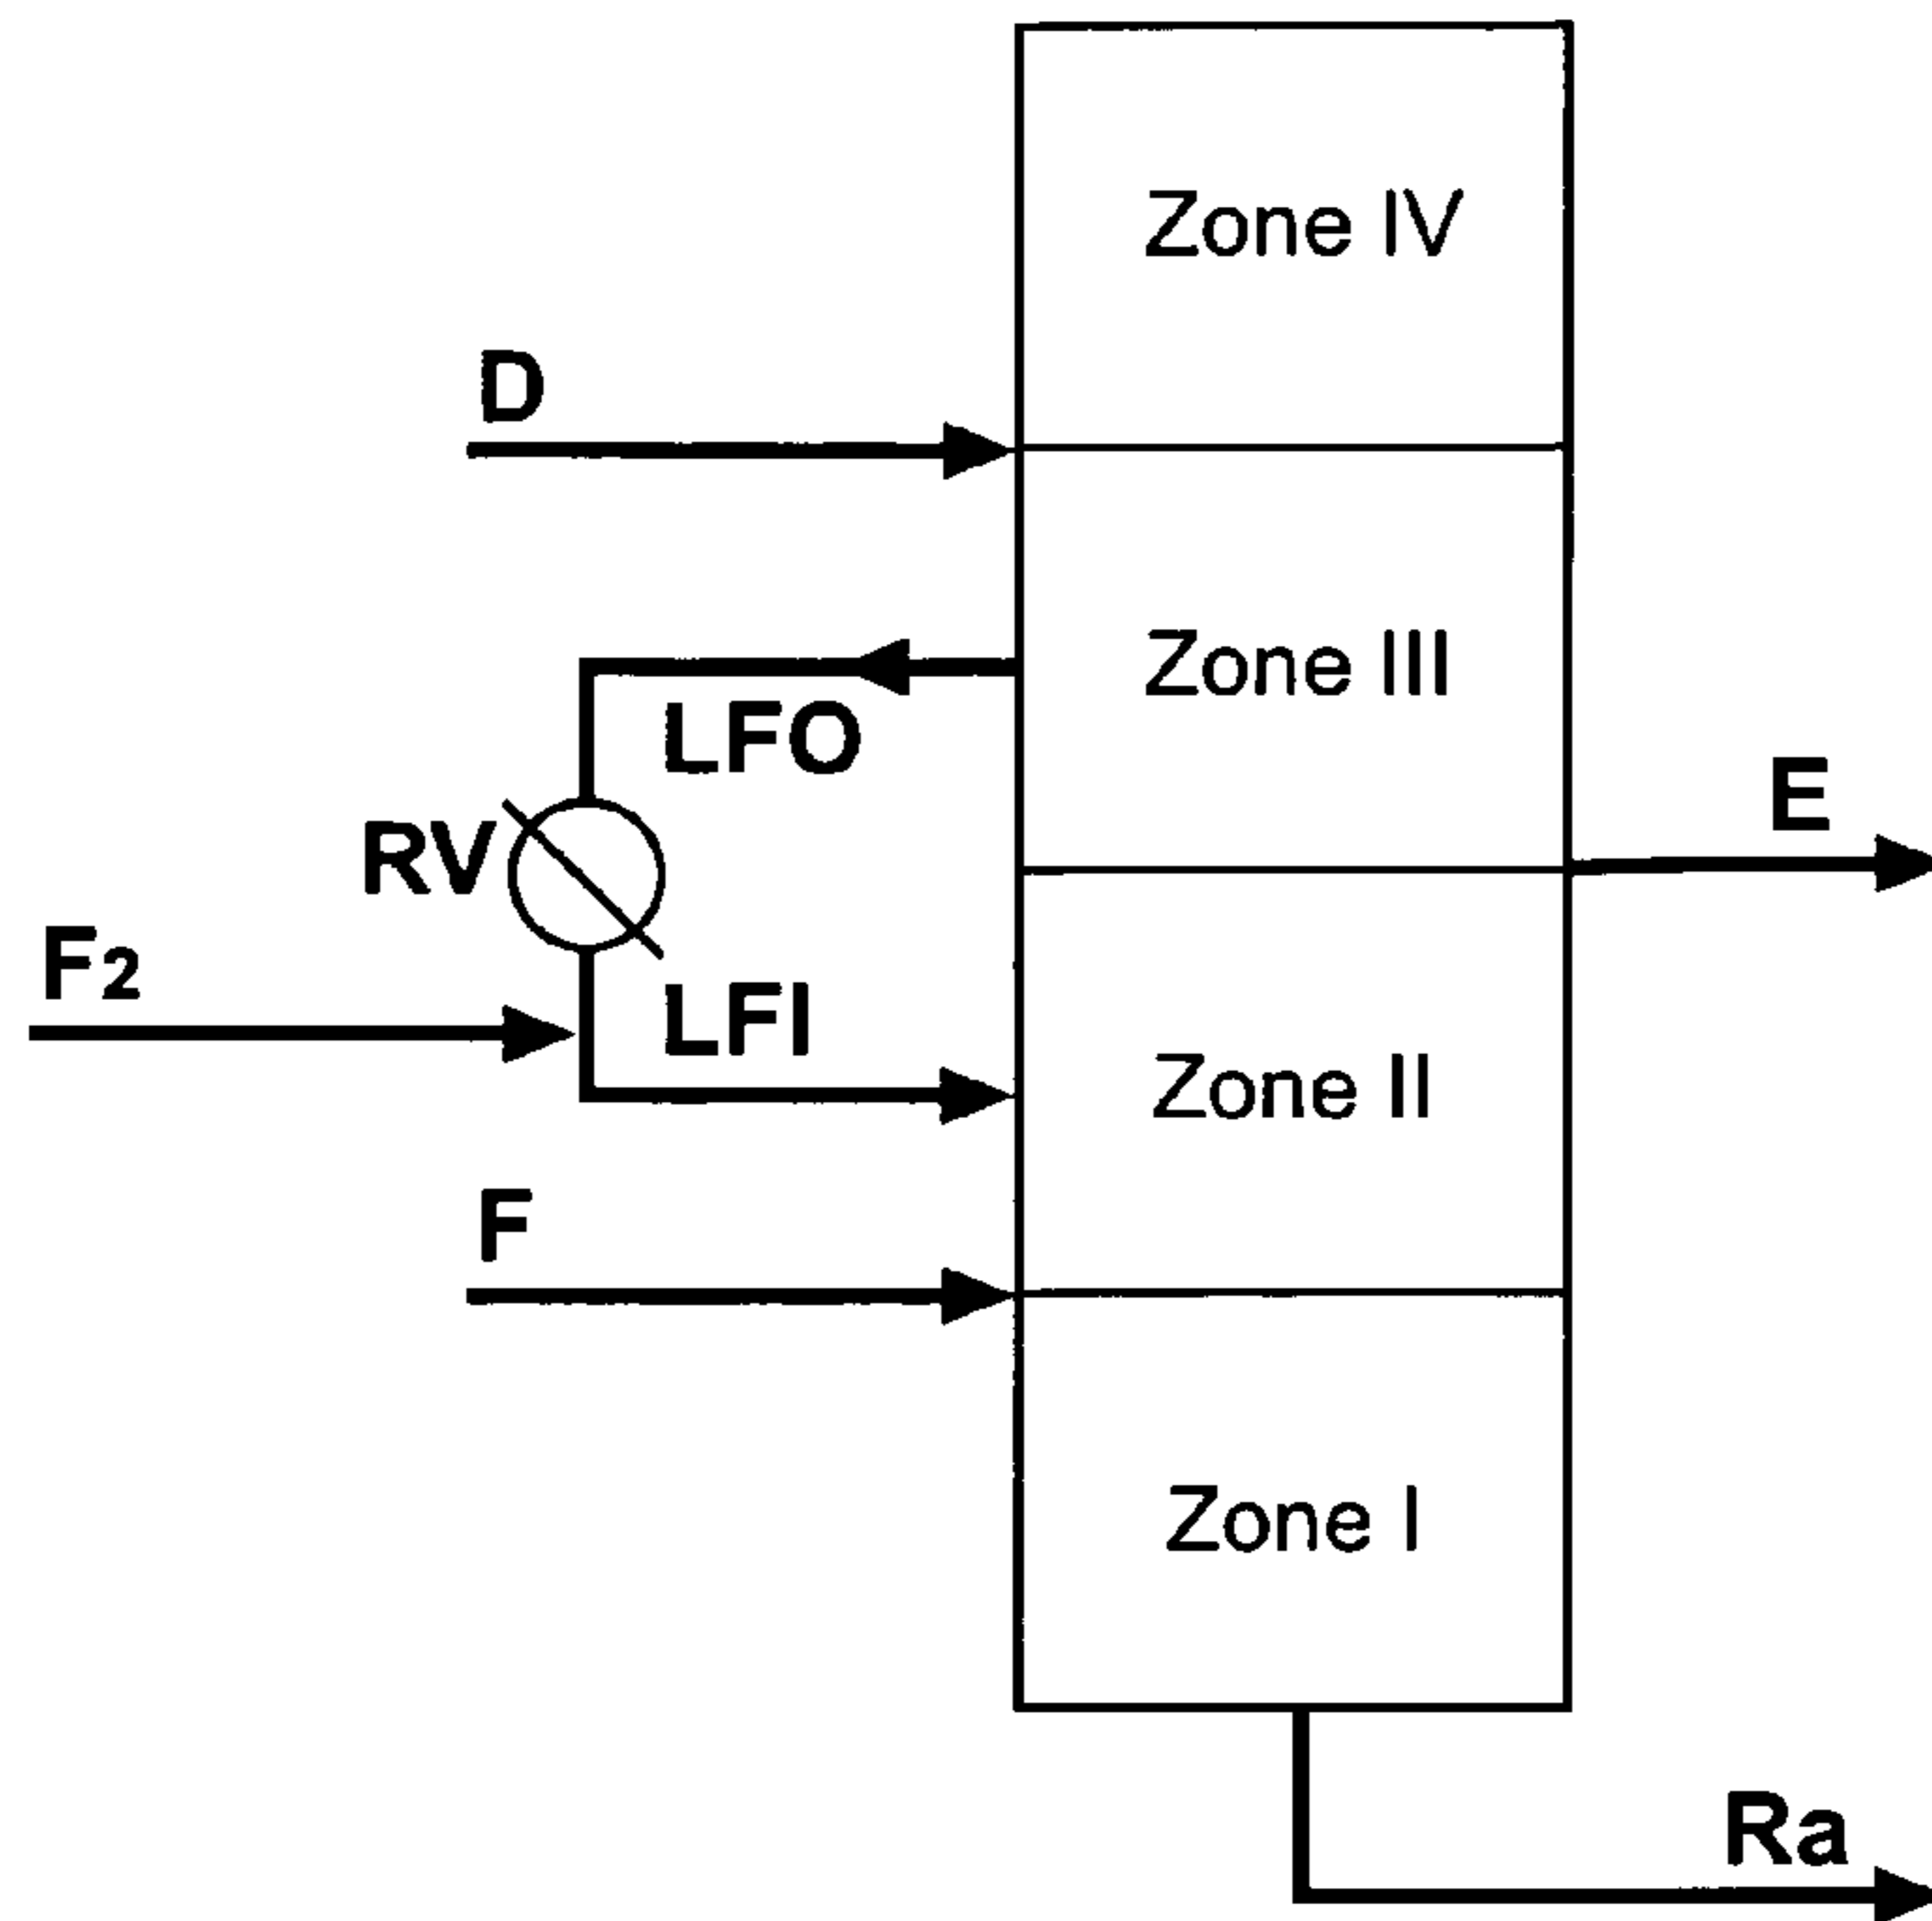 Zone IV
D
Zone III
LFO
E
RV
F2
LFI
Zone II
F
Zone I
Ra